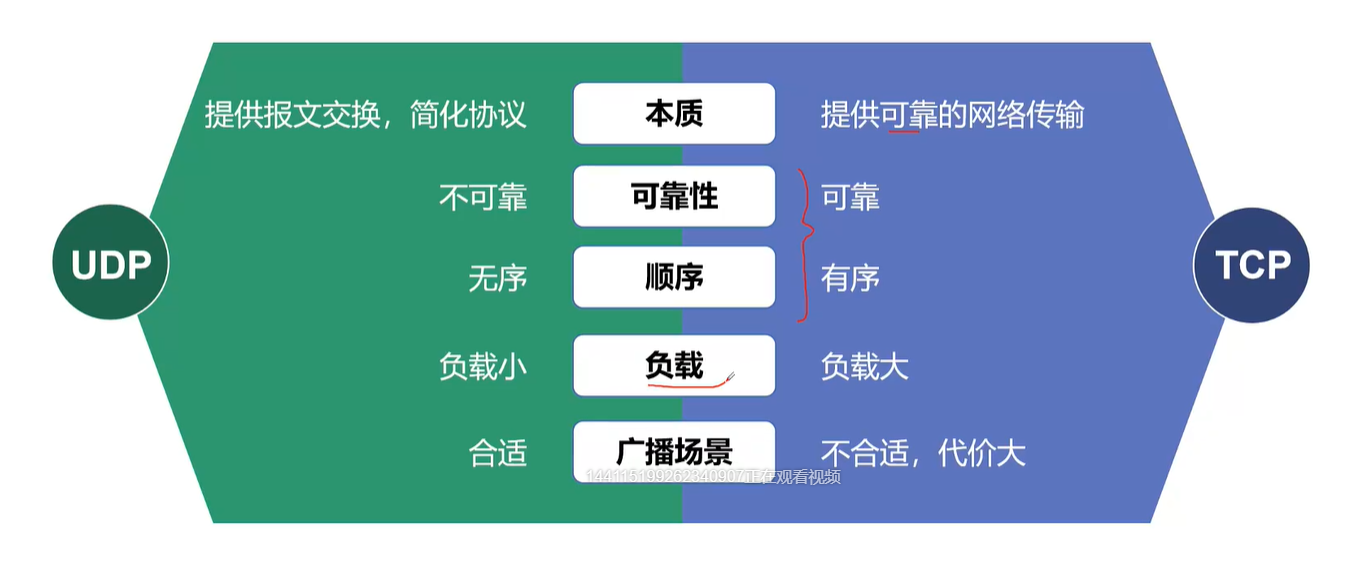 提供报文交换，简化协议 本质 提供可靠的网络传输
不可靠 可靠性 可靠
UDP TCP
无序 顺序 有序
负载小 负载 负载大
合适 广播场景 不合适，代价大
144115199262340907正在观看视频